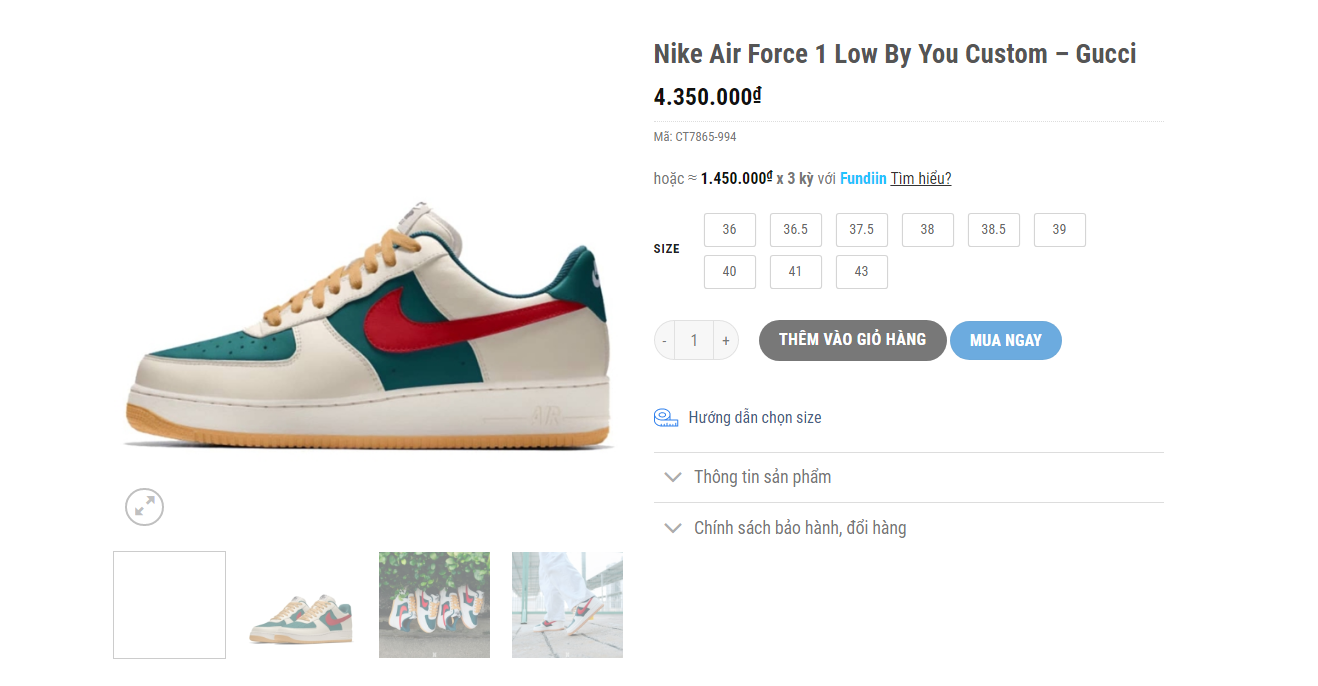 Nike Air Force 1 Low By You Custom – Gucci
4.350.000₫
Mã: CT7865-994
hoặc ≈ 1.450.000₫ x 3 kỳ với Fundiin Tìm hiểu?
SIZE
36 36.5 37.5 38 38.5 39
40 41 43
- 1 + THÊM VÀO GIỎ HÀNG MUA NGAY
Hướng dẫn chọn size
Thông tin sản phẩm
Chính sách bảo hành, đổi hàng
AIR